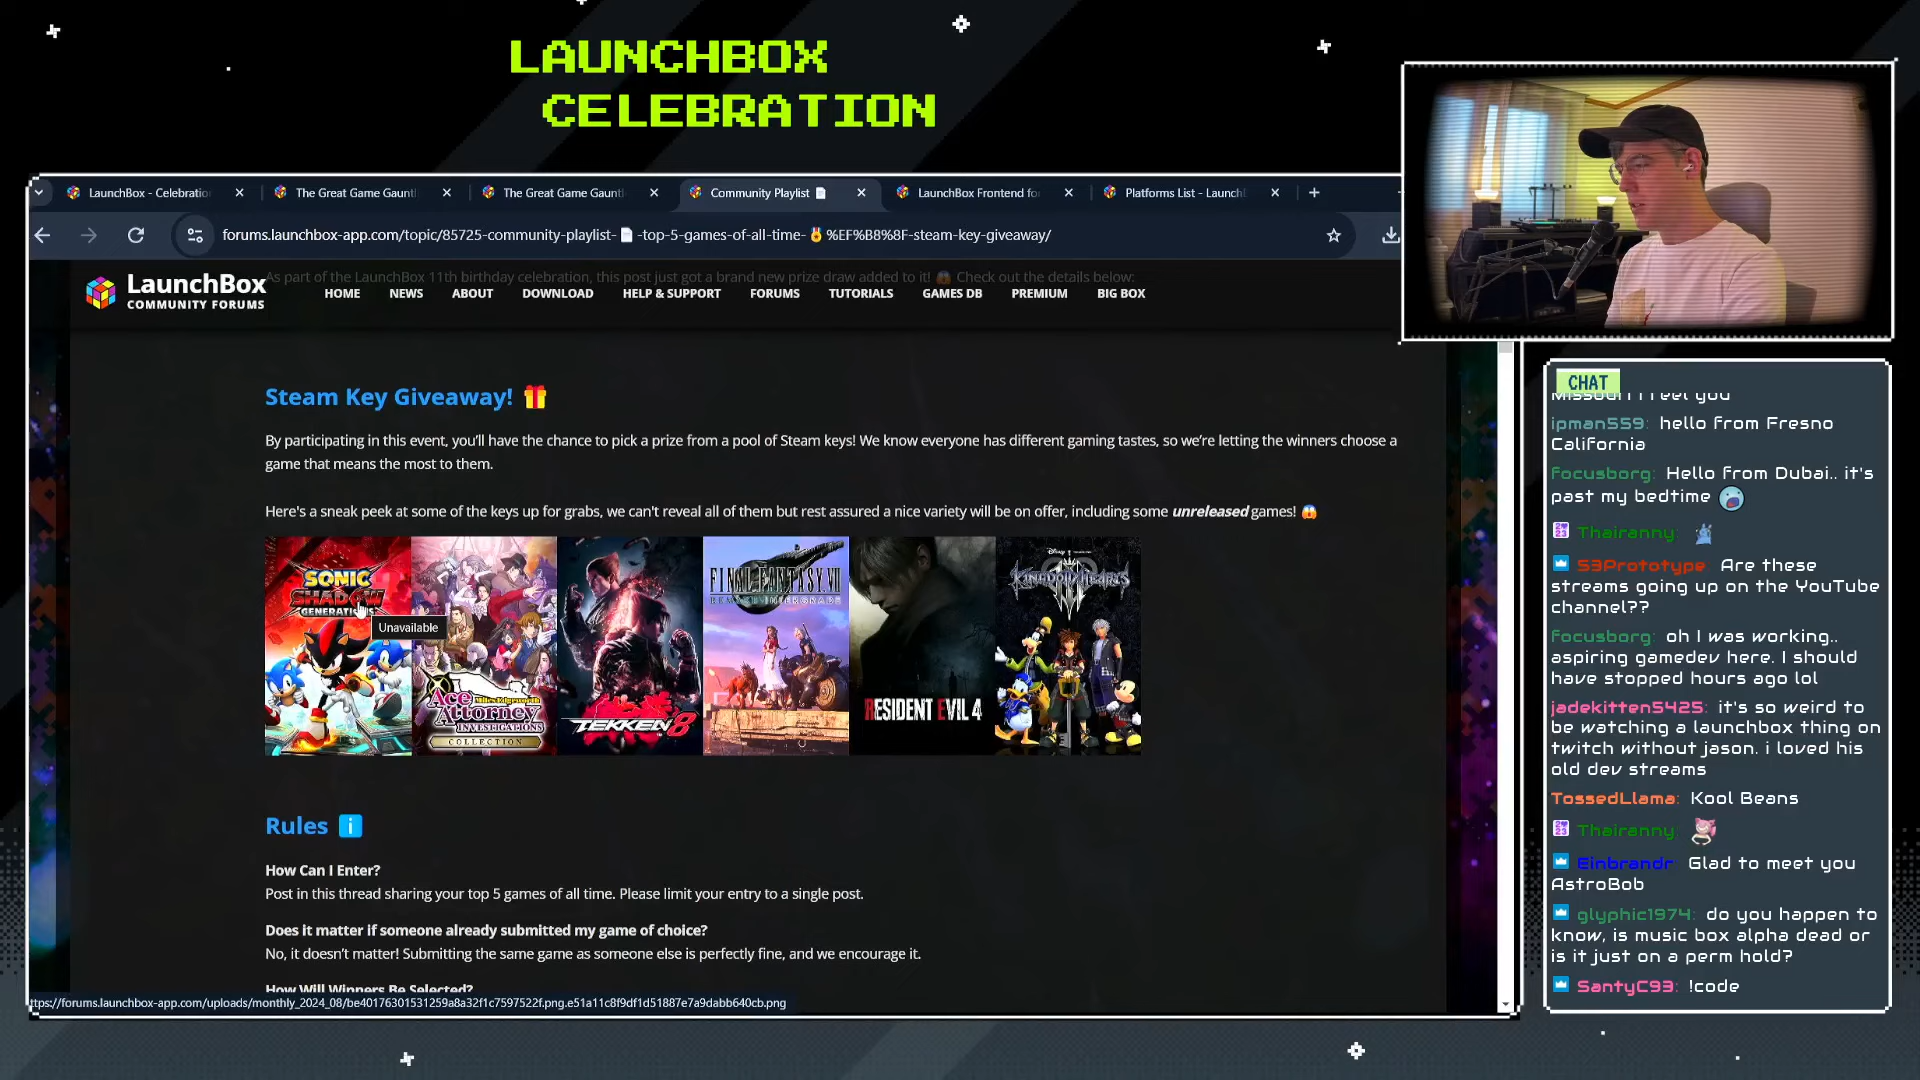 LAUNCHBOX
CELEBRATION
LaunchBox - Celebratio
The Great Game Gaunt
The Great Game Gaunt
Community Playlist 📄
LaunchBox Frontend fo
Platforms List - Launch
forums.launchbox-app.com/topic/85725-community-playlist-📄-top-5-games-of-all-time-🏅%EF%B8%8F-steam-key-giveaway/
As part of the LaunchBox 11th birthday celebration, this post just got a brand new prize draw added to it! 😱 Check out the details below:
LaunchBox
COMMUNITY FORUMS
HOME NEWS ABOUT DOWNLOAD HELP & SUPPORT FORUMS TUTORIALS GAMES DB PREMIUM BIG BOX
Steam Key Giveaway! 🎁
By participating in this event, you'll have the chance to pick a prize from a pool of Steam keys! We know everyone has different gaming tastes, so we're letting the winners choose a
game that means the most to them.
Here's a sneak peek at some of the keys up for grabs, we can't reveal all of them but rest assured a nice variety will be on offer, including some unreleased games! 😱
SONIC
SHADOW
GENERATIONS
Unavailable
Ace
Attorney
Miles Edgeworth
INVESTIGATIONS
COLLECTION
TEKKEN 8
FINAL FANTASY VII
REMAKE INTERGRADE
RESIDENT EVIL 4
Disney
KINGDOM HEARTS
III
Rules ℹ️
How Can I Enter?
Post in this thread sharing your top 5 games of all time. Please limit your entry to a single post.
Does it matter if someone already submitted my game of choice?
No, it doesn't matter! Submitting the same game as someone else is perfectly fine, and we encourage it.
How Will Winners Be Selected?
ttps://forums.launchbox-app.com/uploads/monthly_2024_08/be40176301531259a8a32f1c7597522f.png.e51a11c8f9df1d51887e7a9dabb640cb.png
CHAT
Missouri I feel you
ipman559: hello from Fresno
California
Focusborg: Hello from Dubai.. it's
past my bedtime
Thairanny:
S3Prototype: Are these
streams going up on the YouTube
channel??
Focusborg: oh I was working..
aspiring gamedev here. I should
have stopped hours ago lol
jadekitten5425: it's so weird to
be watching a launchbox thing on
twitch without jason. i loved his
old dev streams
TossedLlama: Kool Beans
Thairanny:
Einbrandr: Glad to meet you
AstroBob
glyphic1974: do you happen to
know, is music box alpha dead or
is it just on a perm hold?
SantyC93: !code